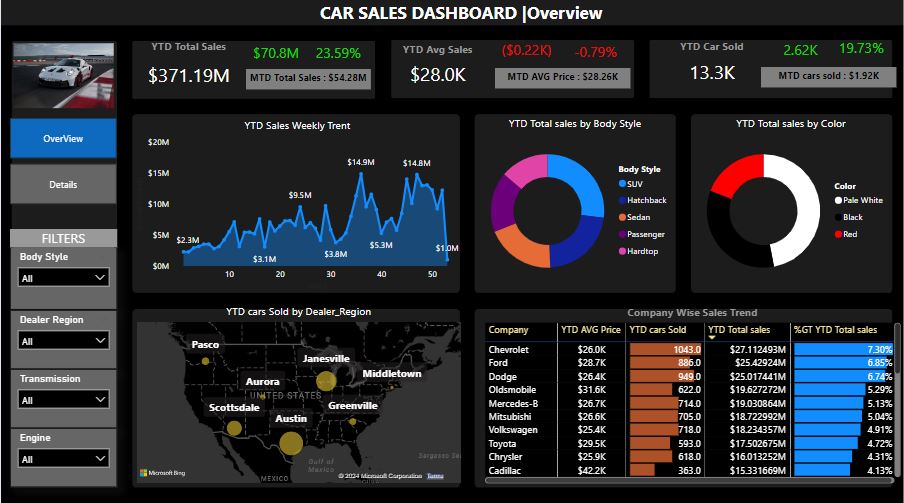 CAR SALES DASHBOARD |Overview
YTD Total Sales
$70.8M 23.59%
$371.19M
MTD Total Sales : $54.28M
YTD Avg Sales
($0.22K) -0.79%
$28.0K
MTD AVG Price : $28.26K
YTD Car Sold
2.62K 19.73%
13.3K
MTD cars sold : $1.92K
OverView
Details
FILTERS
Body Style
All
Dealer Region
All
Transmission
All
Engine
All
YTD Sales Weekly Trent
$20M
$15M
$10M
$5M
$0M
$2.3M
$3.1M
$9.5M
$3.8M
$14.9M
$5.3M
$14.8M
$1.0M
10 20 30 40 50
YTD Total sales by Body Style
Body Style
SUV
Hatchback
Sedan
Passenger
Hardtop
YTD Total sales by Color
Color
Pale White
Black
Red
YTD cars Sold by Dealer_Region
Pasco
Janesville
Middletown
Aurora
UNITED STATES
Scottsdale
Greenville
Austin
Gulf of
Mexico
Sargasso Sea
MEXICO
Microsoft Bing
© 2024 Microsoft Corporation Terms
Company Wise Sales Trend
Company YTD AVG Price YTD cars Sold YTD Total sales %GT YTD Total sales
Chevrolet $26.0K 1043.0 $27.112493M 7.30%
Ford $28.7K 886.0 $25.42924M 6.85%
Dodge $26.4K 949.0 $25.017441M 6.74%
Oldsmobile $31.6K 622.0 $19.627272M 5.29%
Mercedes-B $26.7K 714.0 $19.030864M 5.13%
Mitsubishi $26.6K 705.0 $18.722992M 5.04%
Volkswagen $25.4K 718.0 $18.234357M 4.91%
Toyota $29.5K 593.0 $17.502675M 4.72%
Chrysler $25.9K 618.0 $16.013252M 4.31%
Cadillac $42.2K 363.0 $15.331669M 4.13%